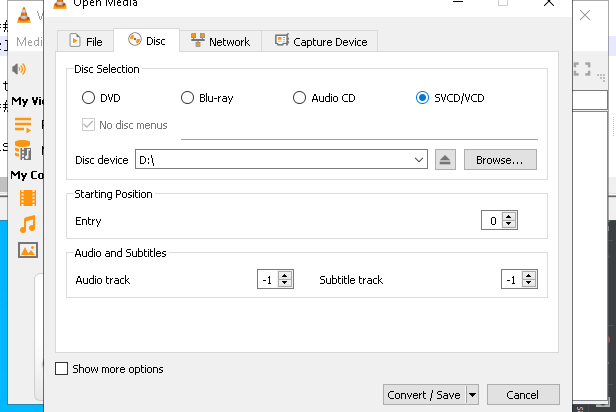 Open Media
File Disc Network Capture Device
Disc Selection
DVD Blu-ray Audio CD SVCD/VCD
No disc menus
Disc device D:\ Browse...
Starting Position
Entry 0
Audio and Subtitles
Audio track -1 Subtitle track -1
Show more options
Convert / Save Cancel
V
Medi
My Vi
My Co